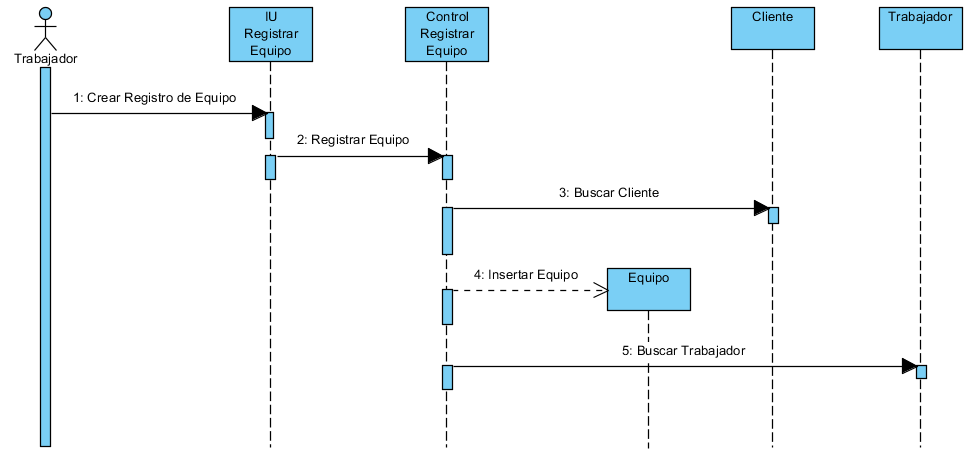 IU
Registrar
Equipo
Control
Registrar
Equipo
Cliente
Trabajador
Trabajador
1: Crear Registro de Equipo
2: Registrar Equipo
3: Buscar Cliente
4: Insertar Equipo
Equipo
5: Buscar Trabajador